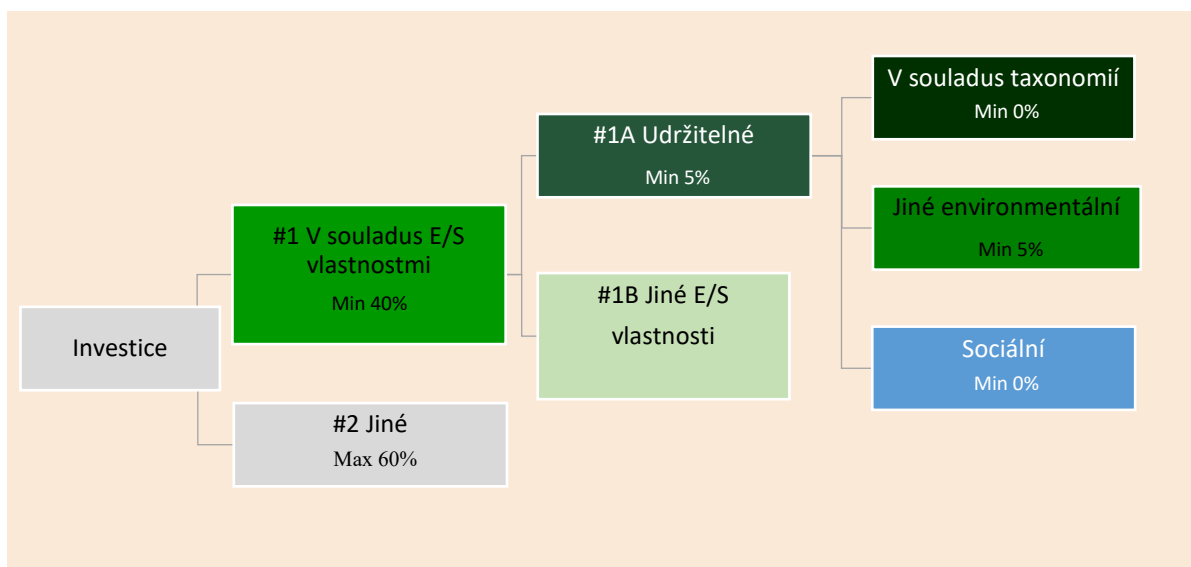 Investice
#1 V souladus E/S
vlastnostmi
Min 40%
#2 Jiné
Max 60%
#1A Udržitelné
Min 5%
#1B Jiné E/S
vlastnosti
V souladus taxonomií
Min 0%
Jiné environmentální
Min 5%
Sociální
Min 0%